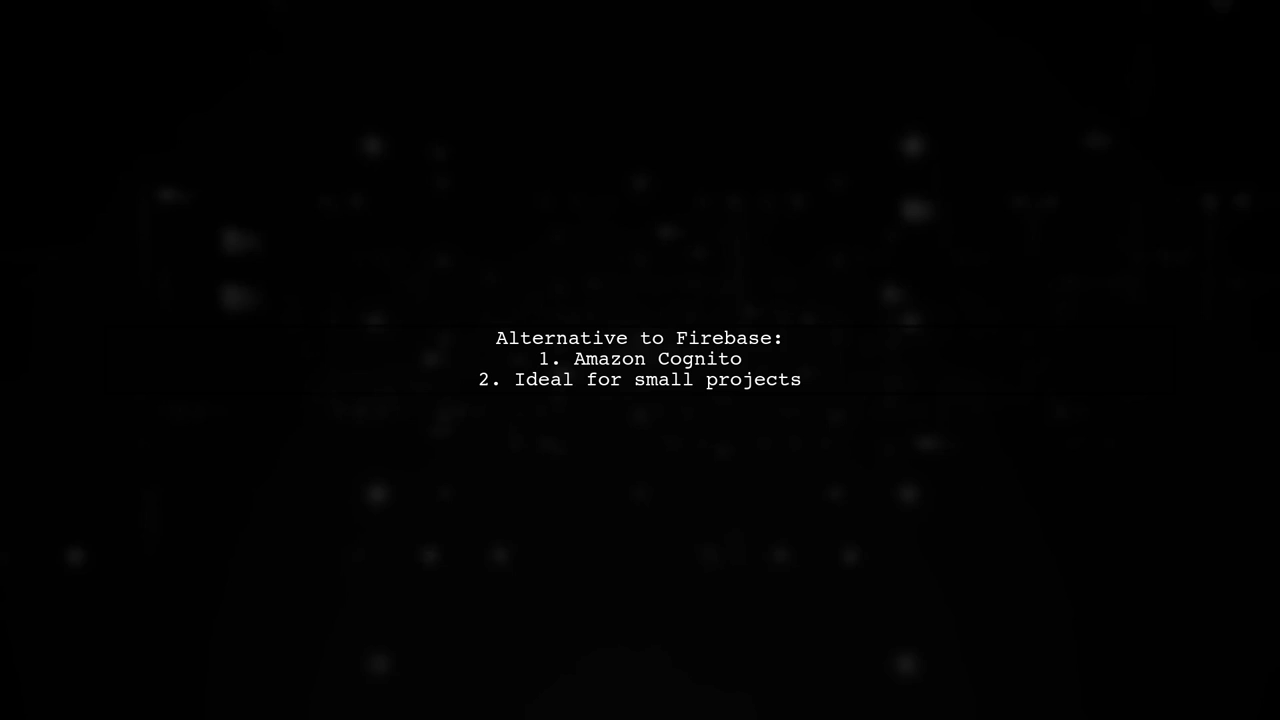 Alternative to Firebase:
1. Amazon Cognito
2. Ideal for small projects